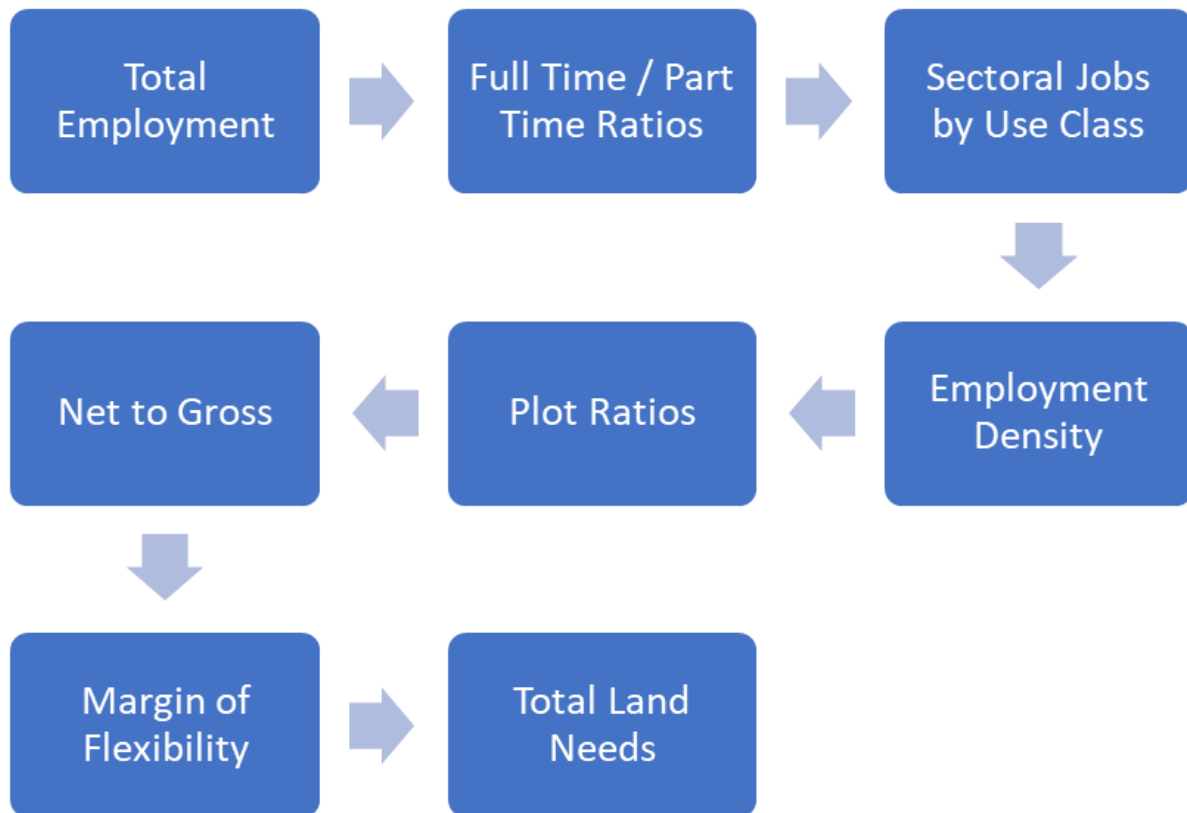 Total
Employment
Full Time / Part
Time Ratios
Sectoral Jobs
by Use Class
Employment
Density
Plot Ratios
Net to Gross
Margin of
Flexibility
Total Land
Needs